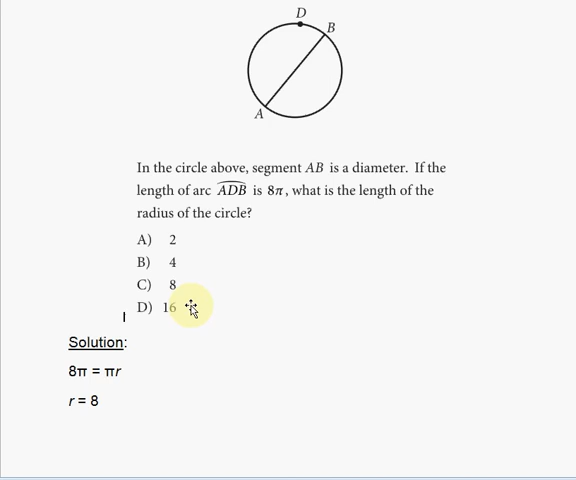 D
B
A
In the circle above, segment AB is a diameter. If the
length of arc ADB is 8π, what is the length of the
radius of the circle?
A) 2
B) 4
C) 8
D) 16
Solution:
8π = πr
r = 8